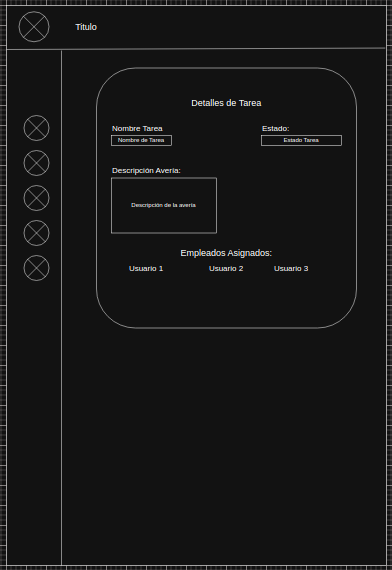 Titulo
Detalles de Tarea
Nombre Tarea
Estado:
Nombre de Tarea
Estado Tarea
Descripción Avería:
Descripción de la avería
Empleados Asignados:
Usuario 1
Usuario 2
Usuario 3